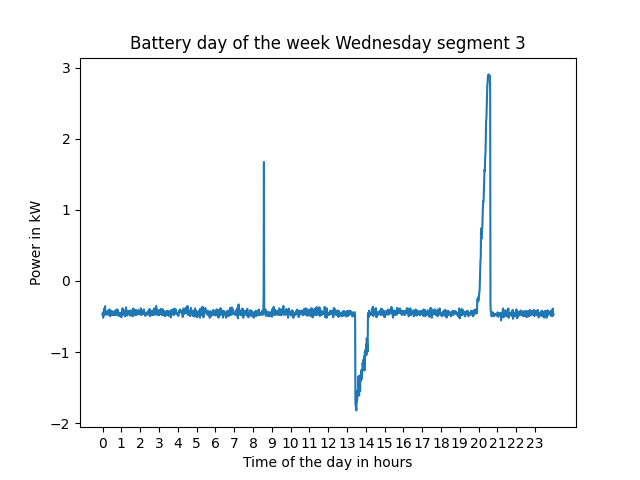 Battery day of the week Wednesday segment 3
3
2
1
0
−1
−2
Power in kW
0 1 2 3 4 5 6 7 8 9 10 11 12 13 14 15 16 17 18 19 20 21 22 23
Time of the day in hours